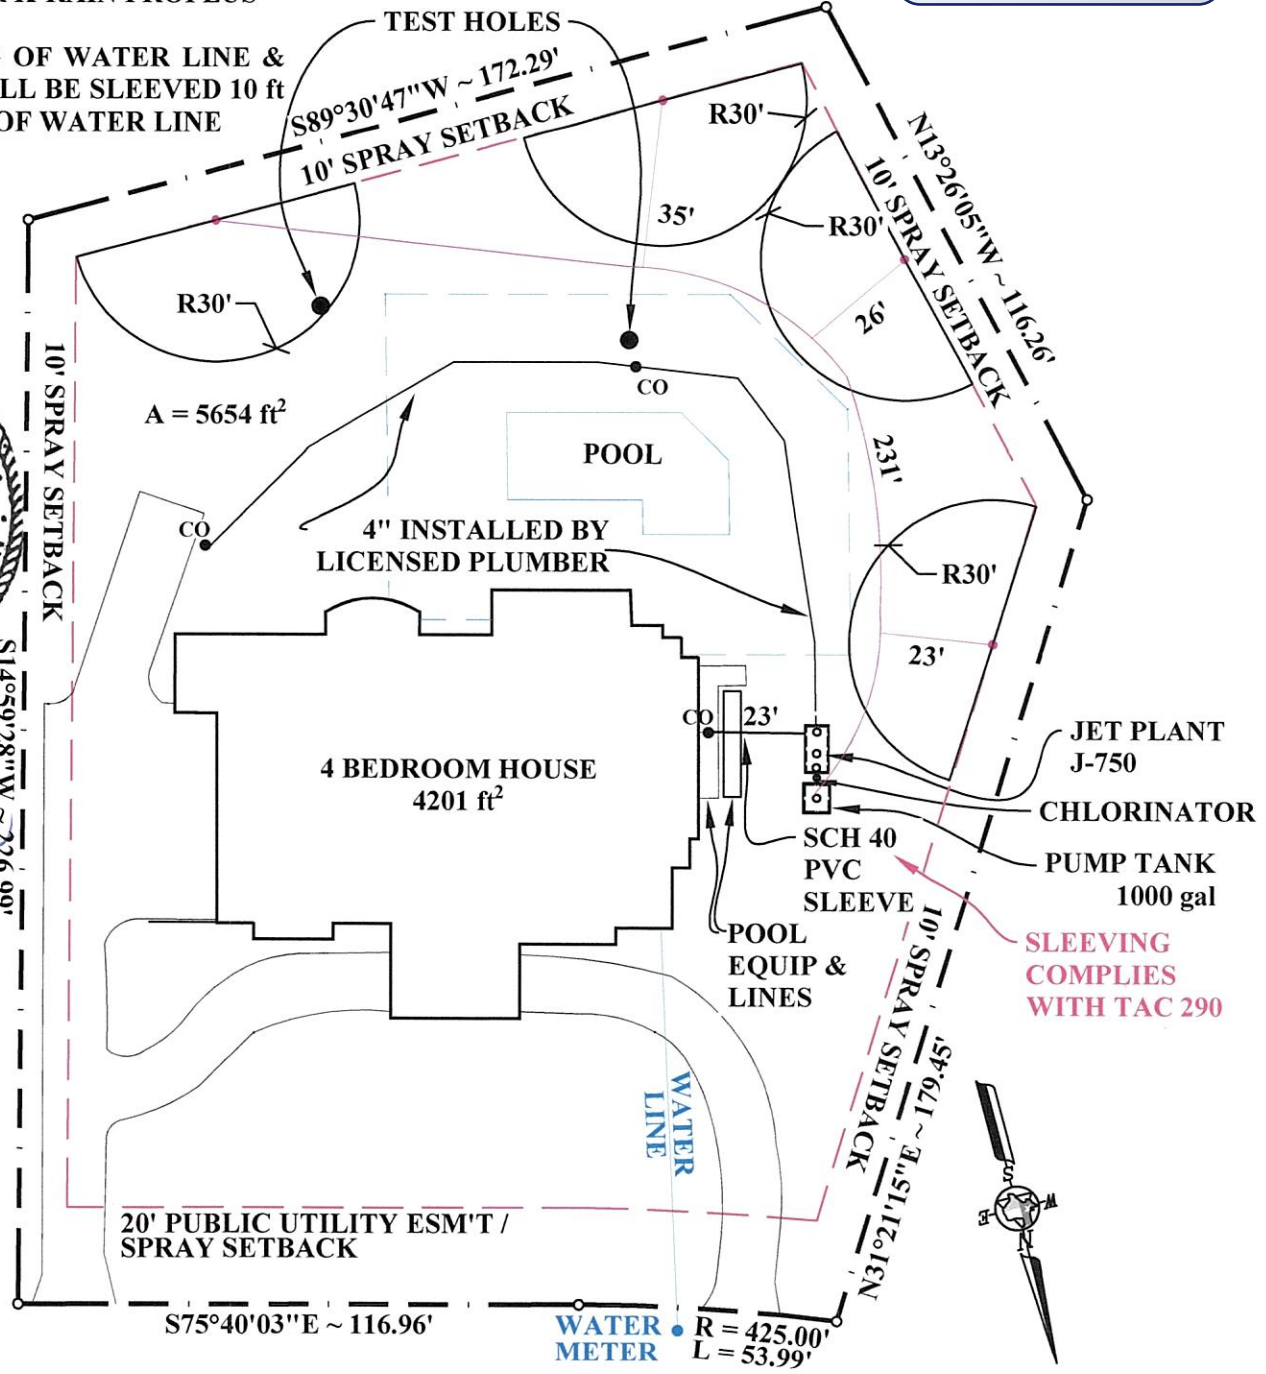 OF WATER LINE &
LL BE SLEEVED 10 ft
OF WATER LINE
TEST HOLES
S89°30'47"W ~ 172.29'
10' SPRAY SETBACK
R30'
N13°26'05"W ~ 116.26'
10' SPRAY SETBACK
35'
R30'
26'
R30'
CO
10' SPRAY SETBACK
A = 5654 ft²
POOL
231'
CO
4" INSTALLED BY
LICENSED PLUMBER
R30'
23'
S14°59'28"W ~ 226.99'
CO
23'
4 BEDROOM HOUSE
4201 ft²
JET PLANT
J-750
CHLORINATOR
SCH 40
PVC
SLEEVE
PUMP TANK
1000 gal
POOL
EQUIP &
LINES
SLEEVING
COMPLIES
WITH TAC 290
10' SPRAY SETBACK
N31°21'15"E ~ 179.45'
WATER
LINE
S
W
E
N
20' PUBLIC UTILITY ESM'T /
SPRAY SETBACK
S75°40'03"E ~ 116.96'
WATER
METER
R = 425.00'
L = 53.99'